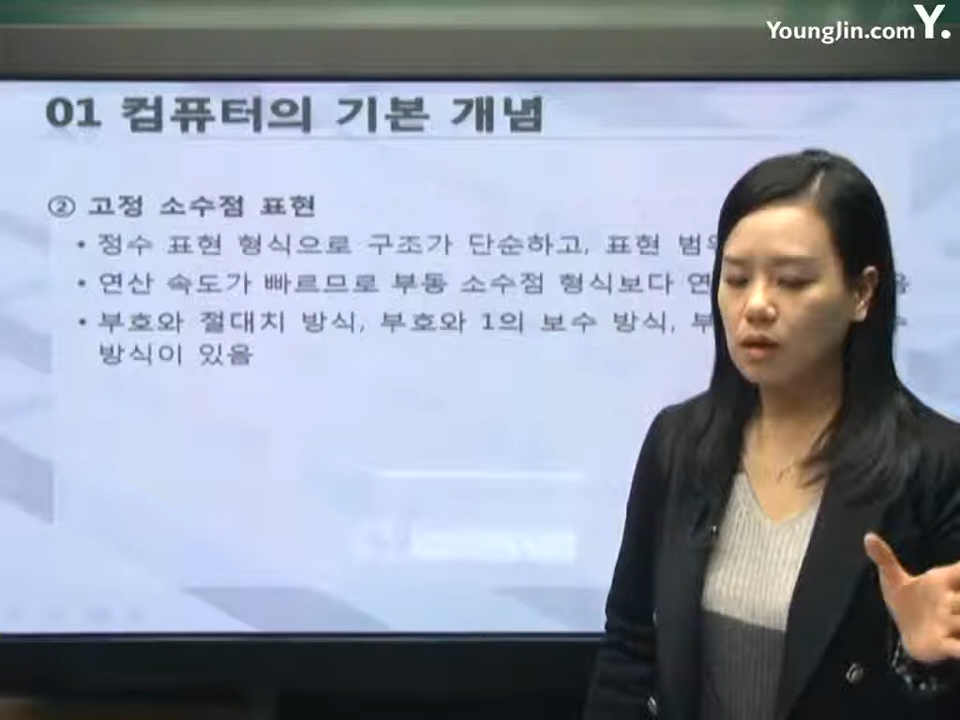 YoungJin.com Y.
01 컴퓨터의 기본 개념
② 고정 소수점 표현
• 정수 표현 형식으로 구조가 단순하고, 표현
• 연산 속도가 빠르므로 부동 소수점 형식보다
• 부호와 절대치 방식, 부호와 1의 보수 방식,
방식이 있음